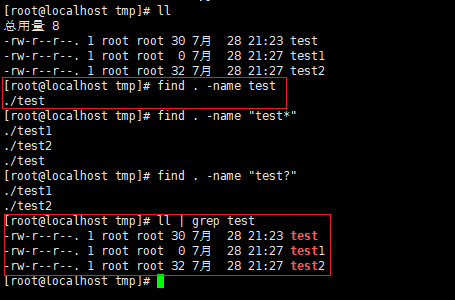 [root@localhost tmp]# ll
总用量 8
-rw-r--r--. 1 root root 30 7月  28 21:23 test
-rw-r--r--. 1 root root  0 7月  28 21:27 test1
-rw-r--r--. 1 root root 32 7月  28 21:27 test2
[root@localhost tmp]# find . -name test
./test
[root@localhost tmp]# find . -name "test*"
./test1
./test2
./test
[root@localhost tmp]# find . -name "test?"
./test1
./test2
[root@localhost tmp]# ll | grep test
-rw-r--r--. 1 root root 30 7月  28 21:23 test
-rw-r--r--. 1 root root  0 7月  28 21:27 test1
-rw-r--r--. 1 root root 32 7月  28 21:27 test2
[root@localhost tmp]#